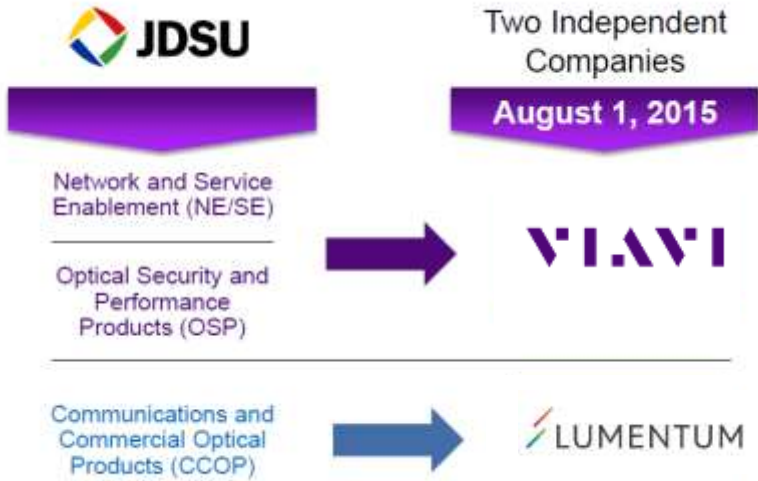 JDSU
Two Independent
Companies
August 1, 2015
Network and Service
Enablement (NE/SE)
VIAVI
Optical Security and
Performance
Products (OSP)
Communications and
Commercial Optical
Products (CCOP)
LUMENTUM